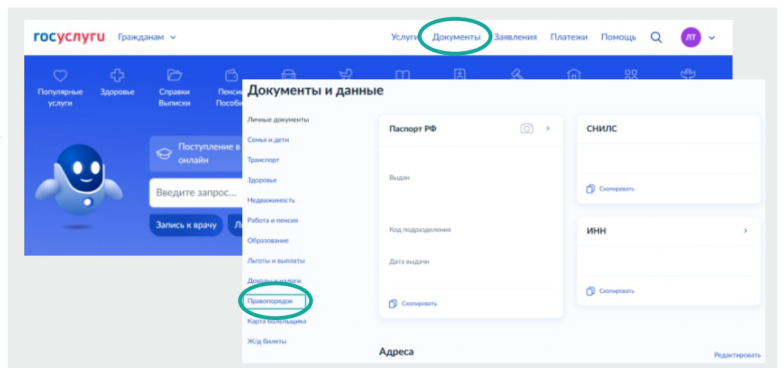 госуслуги Гражданам
Услуги Документы Заявления Платежи Помощь ЛТ
Популярные услуги
Здоровье
Справки Выписки
Поступление в
онлайн
Введите запрос...
Запись к врачу
Документы и данные
Личные документы
Семья и дети
Транспорт
Здоровье
Недвижимость
Работа и пенсия
Образование
Льготы и выплаты
Доходы и налоги
Правопорядок
Карта болельщика
Ж/д билеты
Паспорт РФ
Выдан
Код подразделения
Дата выдачи
Скопировать
СНИЛС
Скопировать
ИНН
Скопировать
Адреса
Редактировать